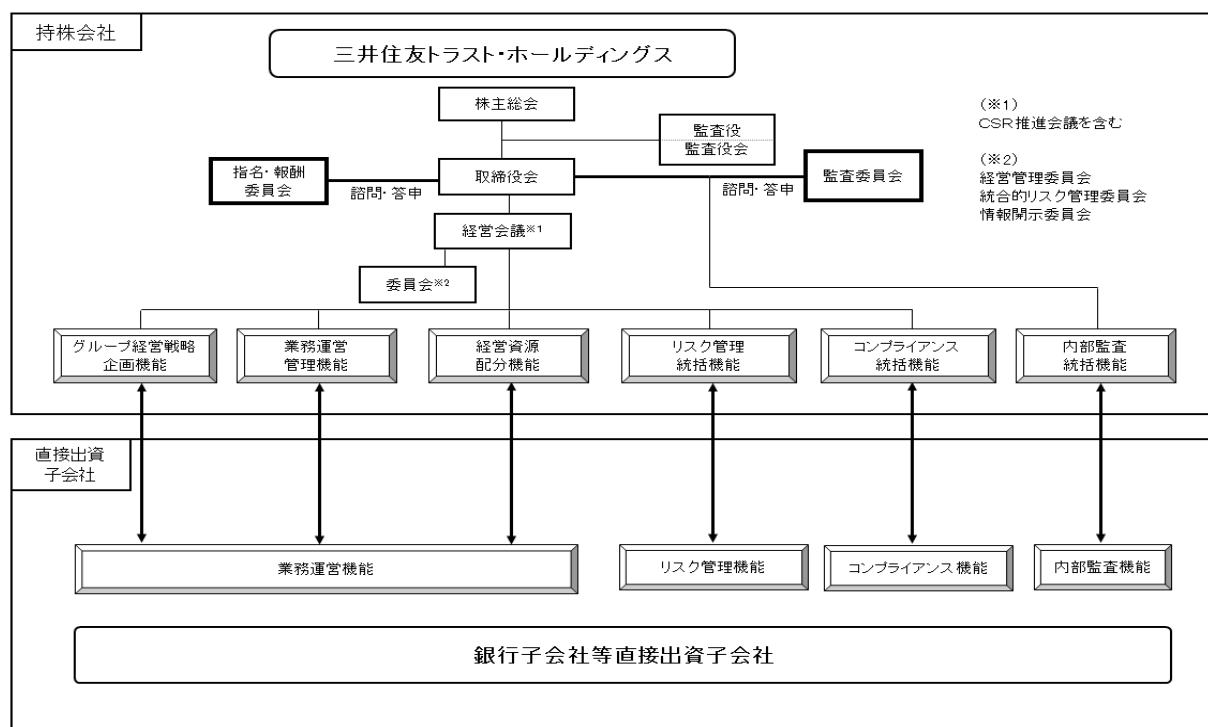 持株会社
三井住友トラスト・ホールディングス
株主総会
監査役
監査役会
(※1)
CSR推進会議を含む
指名・報酬
委員会
諮問・答申
取締役会
諮問・答申
監査委員会
(※2)
経営管理委員会
統合的リスク管理委員会
情報開示委員会
経営会議※1
委員会※2
グループ経営戦略
企画機能
業務運営
管理機能
経営資源
配分機能
リスク管理
統括機能
コンプライアンス
統括機能
内部監査
統括機能
直接出資
子会社
業務運営機能
リスク管理機能
コンプライアンス機能
内部監査機能
銀行子会社等直接出資子会社